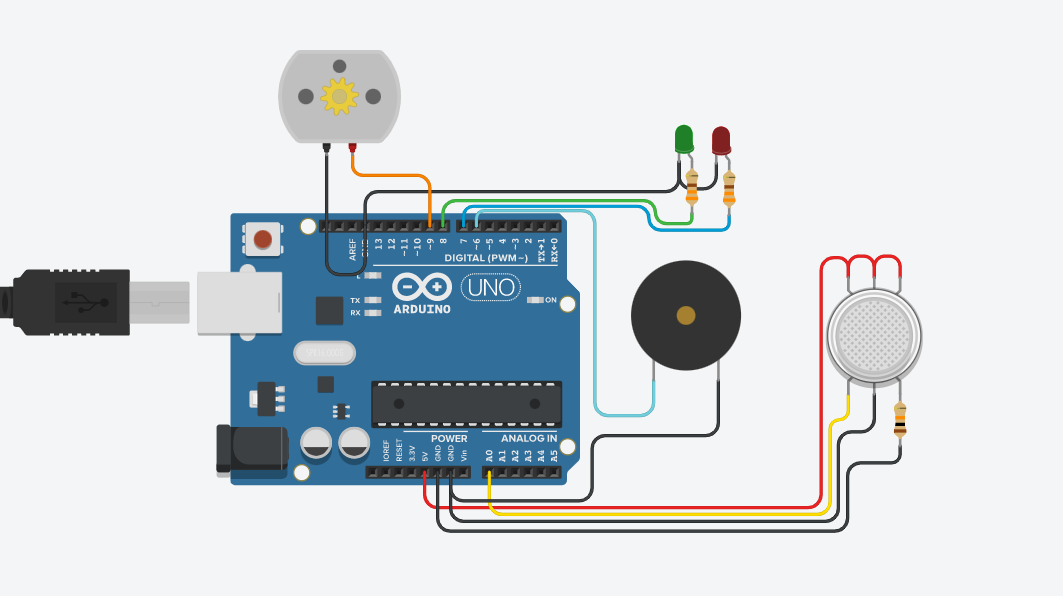 AREF
13
12
~11
~10
~9
8
7
~6
~5
4
~3
2
TX→1
RX←0
DIGITAL (PWM~)
L
TX
RX
ARDUINO
UNO
ON
POWER
ANALOG IN
IOREF
RESET
3.3V
5V
GND
GND
Vin
A0
A1
A2
A3
A4
A5